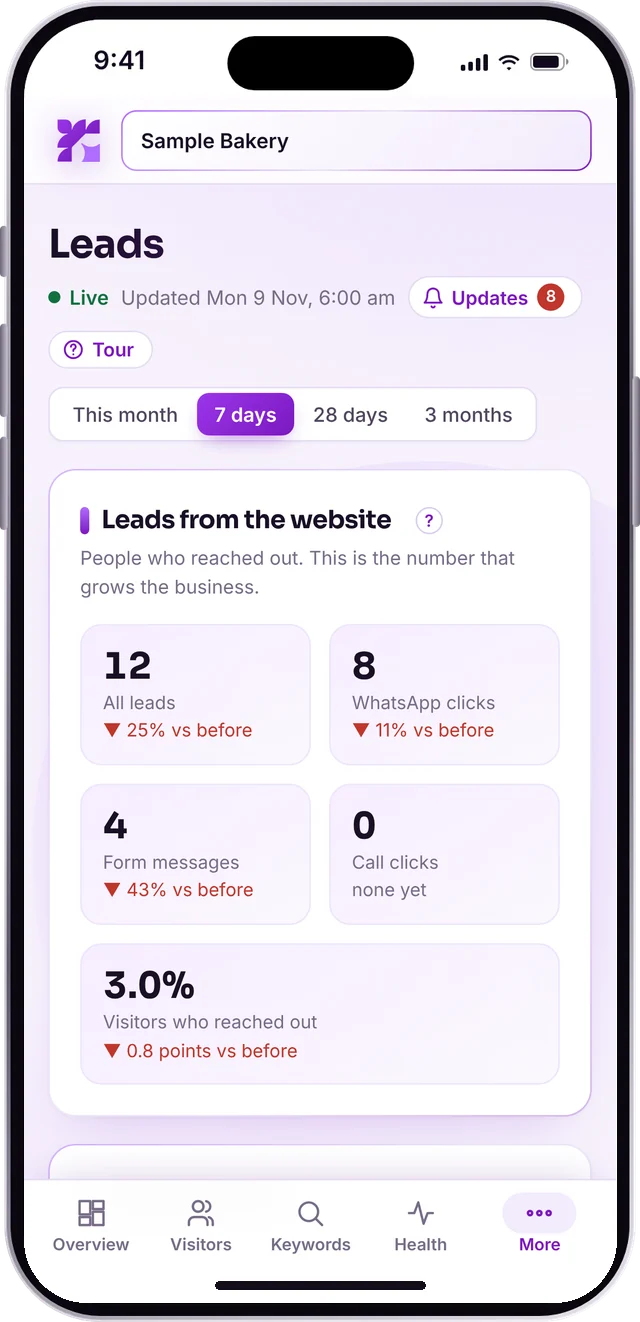 9:41
Sample Bakery
Leads
Live Updated Mon 9 Nov, 6:00 am Updates 8
Tour
This month 7 days 28 days 3 months
Leads from the website ?
People who reached out. This is the number that
grows the business.
12
All leads
▼ 25% vs before
8
WhatsApp clicks
▼ 11% vs before
4
Form messages
▼ 43% vs before
0
Call clicks
none yet
3.0%
Visitors who reached out
▼ 0.8 points vs before
Overview Visitors Keywords Health More